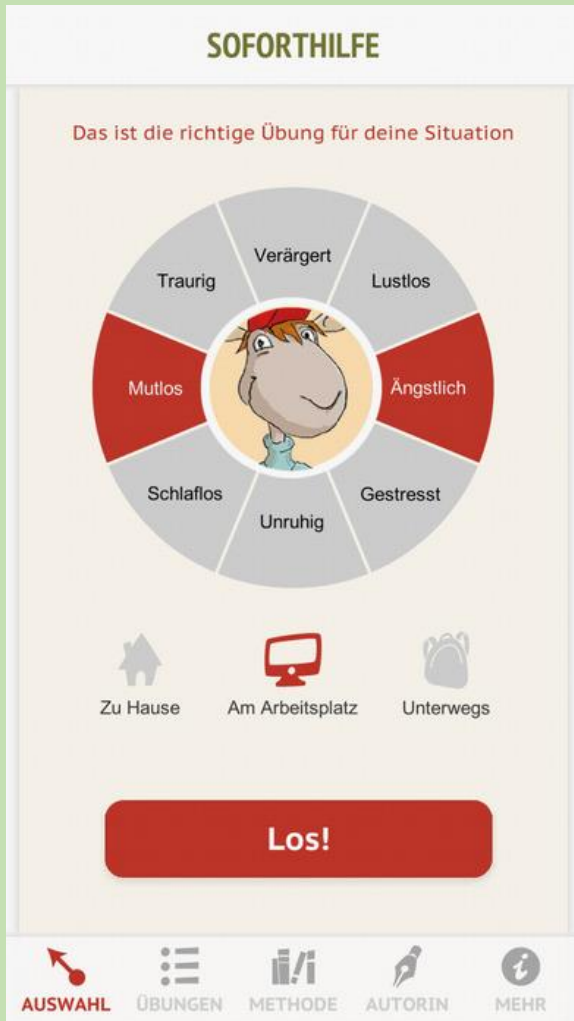 SOFORTHILFE
Das ist die richtige Übung für deine Situation
Verärgert
Traurig
Lustlos
Mutlos
Ängstlich
Schlaflos
Gestresst
Unruhig
Zu Hause
Am Arbeitsplatz
Unterwegs
Los!
AUSWAHL
ÜBUNGEN
METHODE
AUTORIN
MEHR